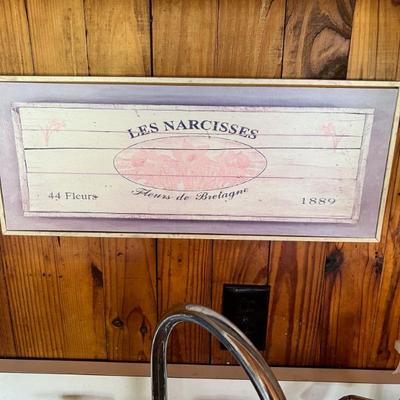 LES NARCISSES
Fleurs de Bretagne
44 Fleurs
1889